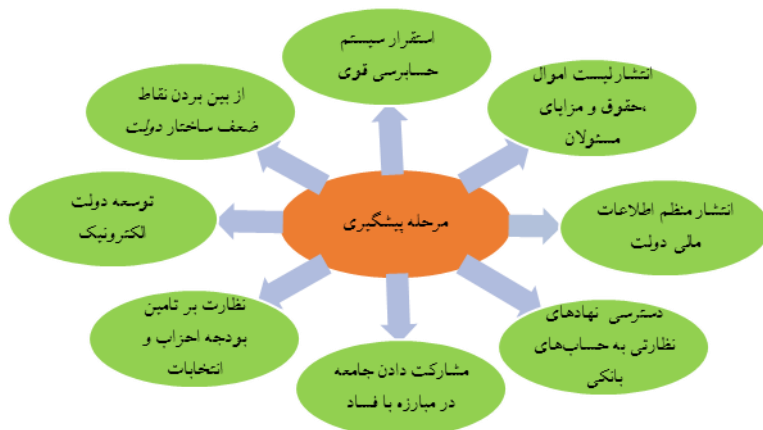 استقرار سیستم
حسابرسی قوی
انتشار لیست اموال
،حقوق و مزایای
مسئولان
انتشار منظم اطلاعات
مالی دولت
دسترسی نهادهای
نظارتی به حساب‌های
بانکی
مشارکت دادن جامعه
در مبارزه با فساد
نظارت بر تامین
بودجه احزاب و
انتخابات
توسعه دولت
الکترونیک
از بین بردن نقاط
ضعف ساختار دولت
مرحله پیشگیری